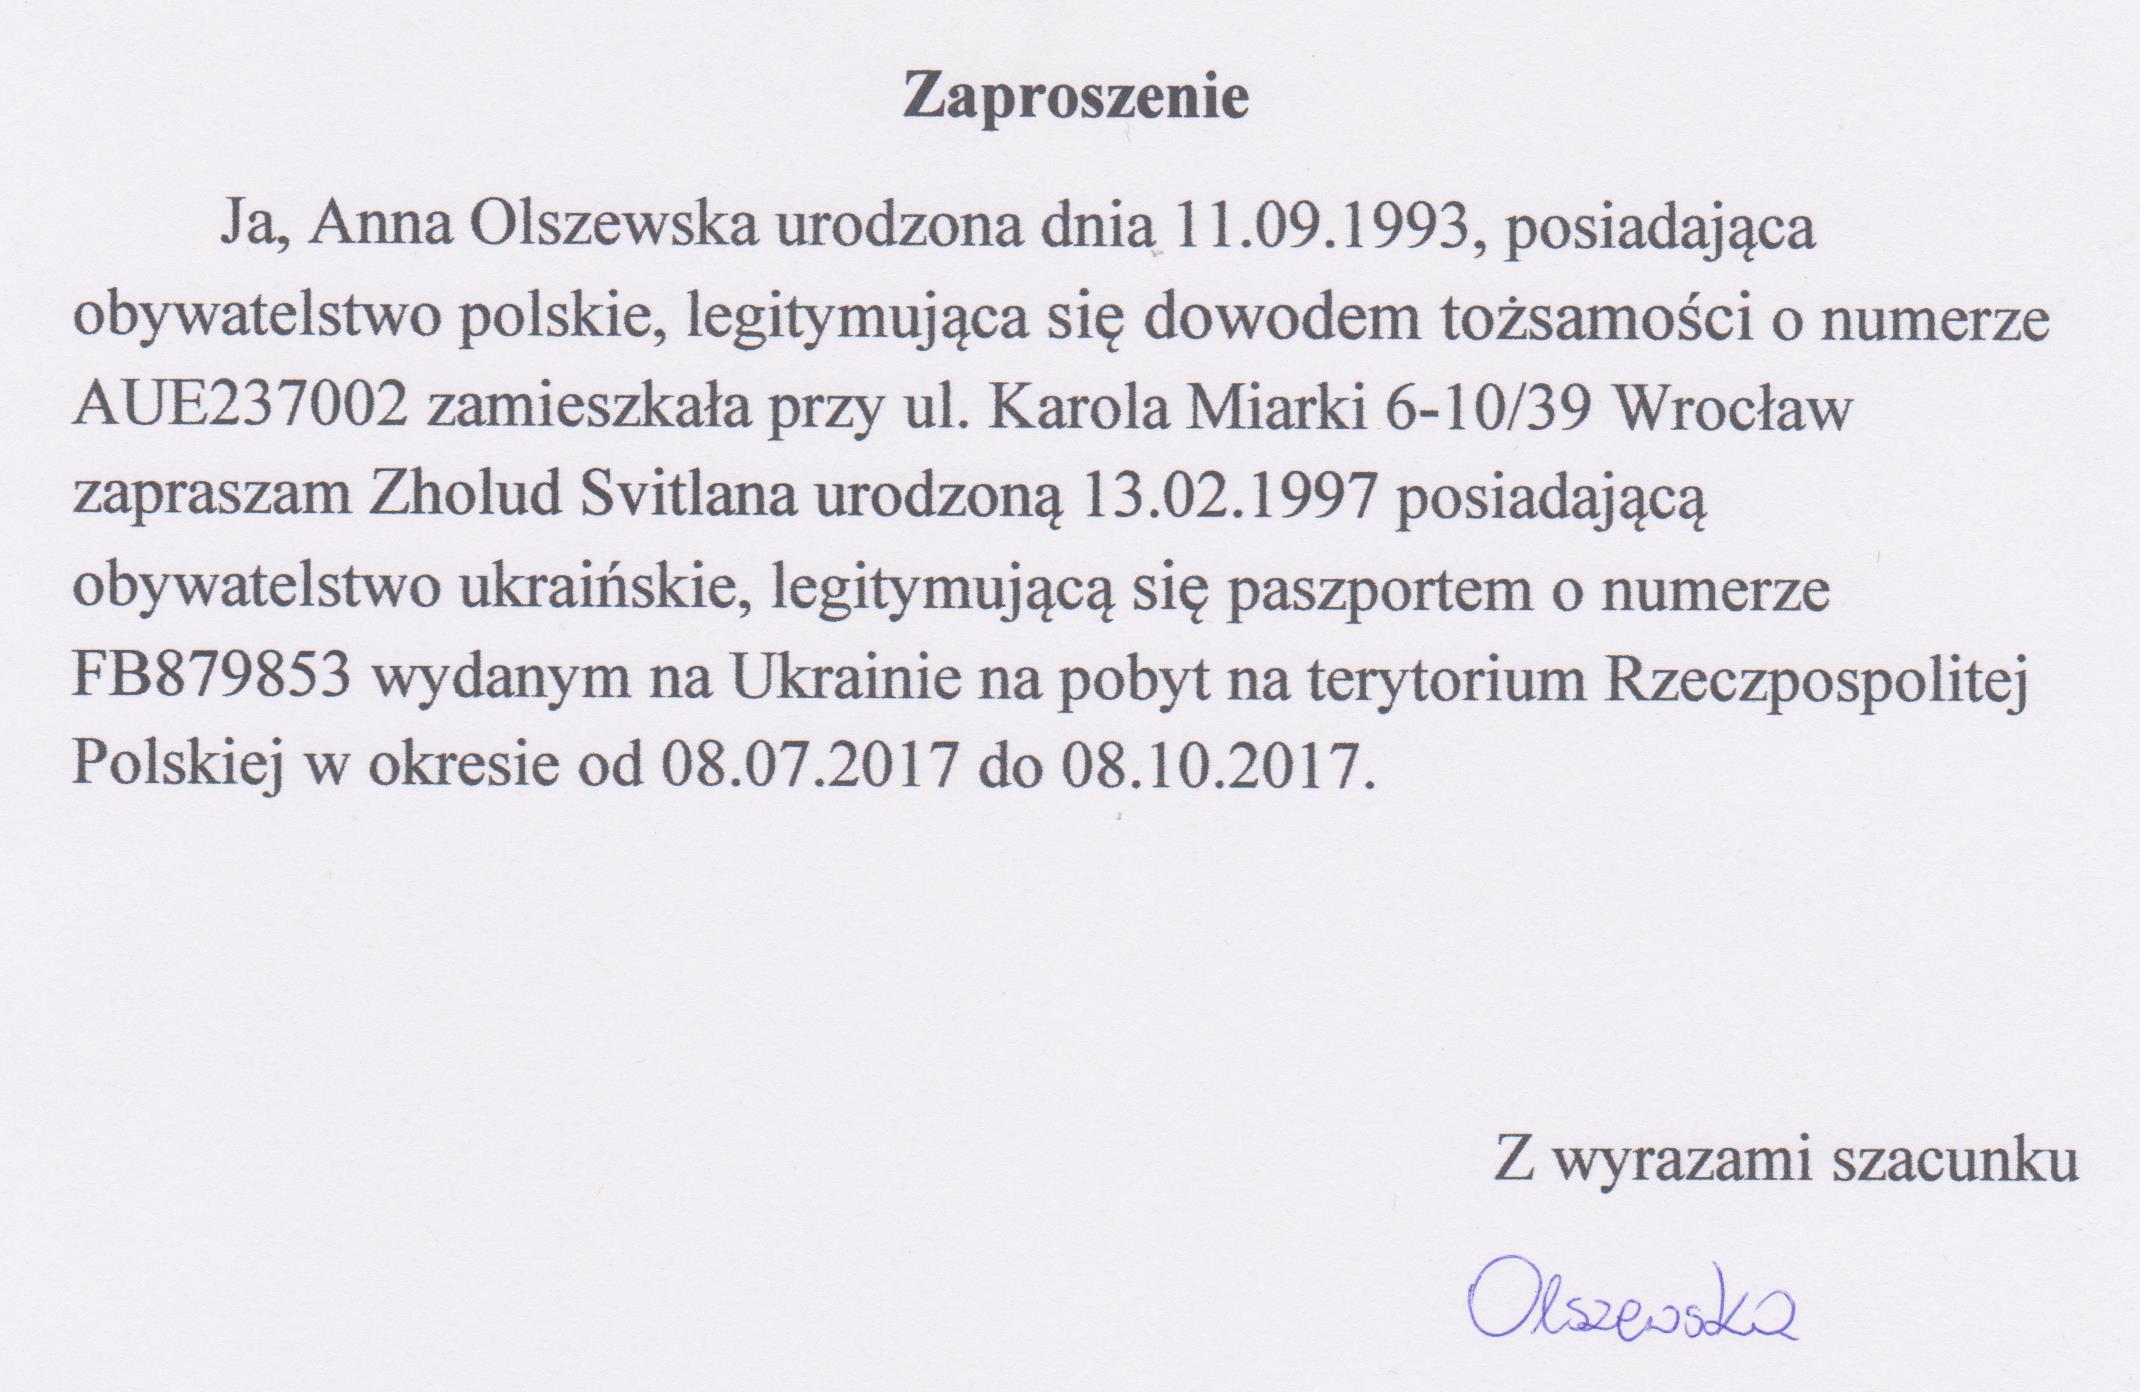 Zaproszenie
Ja, Anna Olszewska urodzona dnia 11.09.1993, posiadająca
obywatelstwo polskie, legitymująca się dowodem tożsamości o numerze
AUE237002 zamieszkała przy ul. Karola Miarki 6-10/39 Wrocław
zapraszam Zholud Svitlana urodzoną 13.02.1997 posiadającą
obywatelstwo ukraińskie, legitymującą się paszportem o numerze
FB879853 wydanym na Ukrainie na pobyt na terytorium Rzeczpospolitej
Polskiej w okresie od 08.07.2017 do 08.10.2017.
Z wyrazami szacunku
Olszewska